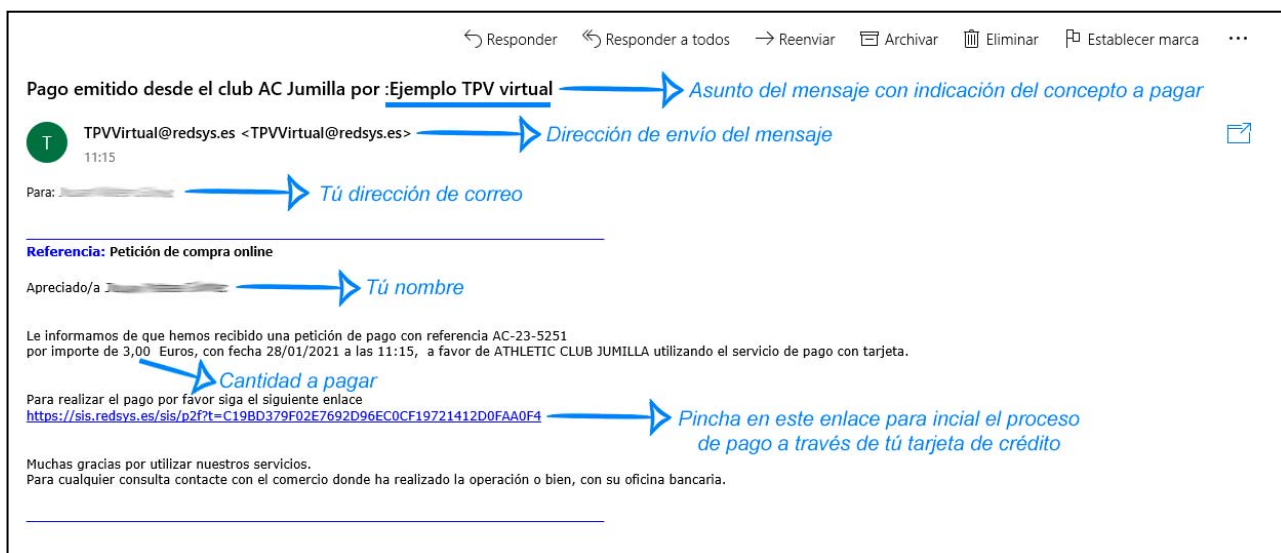 Responder Responder a todos Reenviar Archivar Eliminar Establecer marca ...
Pago emitido desde el club AC Jumilla por :Ejemplo TPV virtual Asunto del mensaje con indicación del concepto a pagar
T
TPVVirtual@redsys.es <TPVVirtual@redsys.es> Dirección de envío del mensaje
11:15
Para: Tú dirección de correo
Referencia: Petición de compra online
Apreciado/a Tú nombre
Le informamos de que hemos recibido una petición de pago con referencia AC-23-5251
por importe de 3,00 Euros, con fecha 28/01/2021 a las 11:15, a favor de ATHLETIC CLUB JUMILLA utilizando el servicio de pago con tarjeta.
Cantidad a pagar
Para realizar el pago por favor siga el siguiente enlace
https://sis.redsys.es/sis/p2f?t=C19BD379F02E7692D96EC0CF19721412D0FAA0F4 Pincha en este enlace para incial el proceso
de pago a través de tú tarjeta de crédito
Muchas gracias por utilizar nuestros servicios.
Para cualquier consulta contacte con el comercio donde ha realizado la operación o bien, con su oficina bancaria.